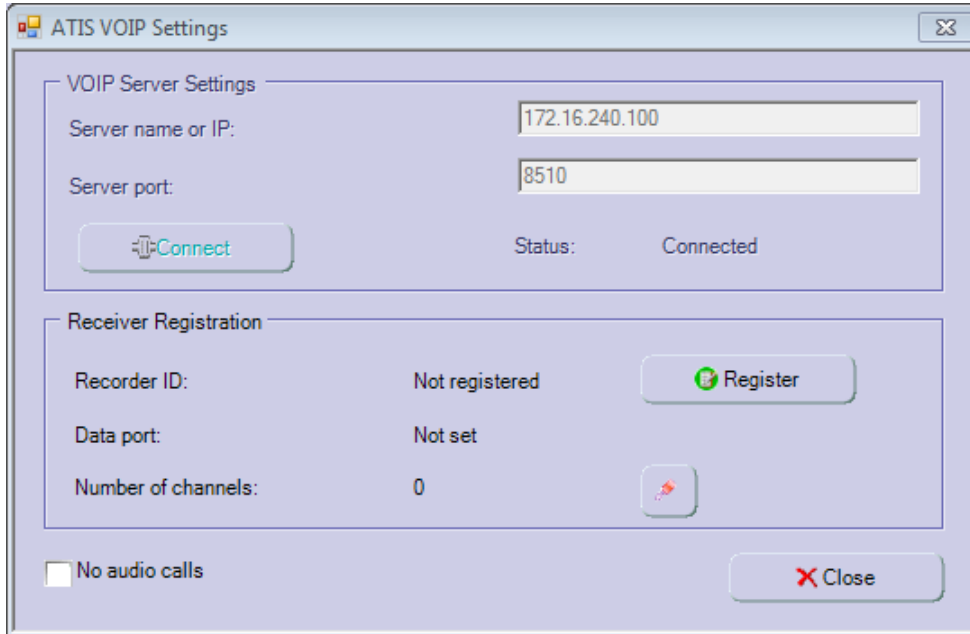 ATIS VOIP Settings
VOIP Server Settings
Server name or IP: 172.16.240.100
Server port: 8510
Connect Status: Connected
Receiver Registration
Recorder ID: Not registered Register
Data port: Not set
Number of channels: 0
No audio calls Close